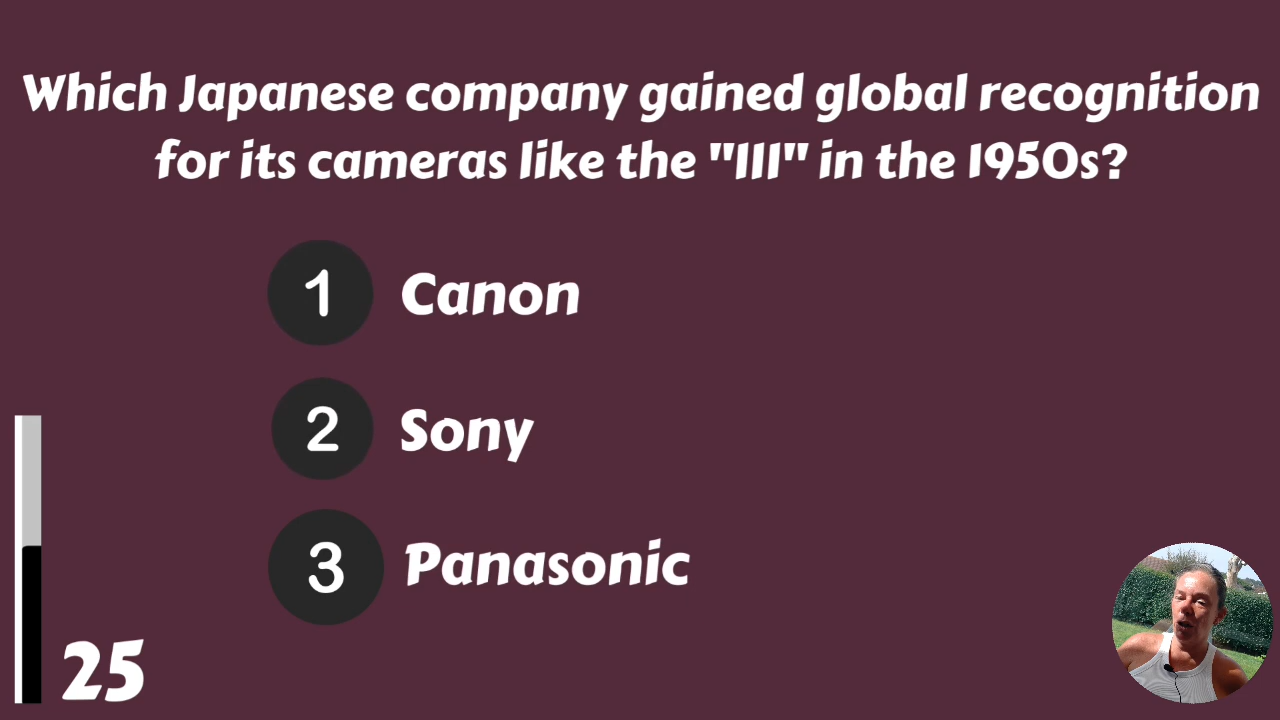 Which Japanese company gained global recognition
for its cameras like the "III" in the 1950s?
1 Canon
2 Sony
3 Panasonic
25